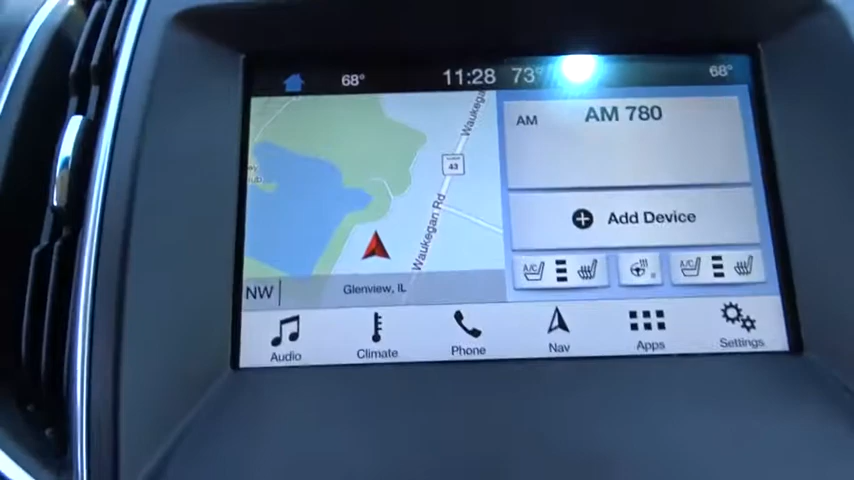 68°
11:28
73°
68°
Waukegan
43
Waukegan Rd
AM
AM 780
Add Device
A/C
A/C
NW
Glenview, IL
Audio
Climate
Phone
Nav
Apps
Settings